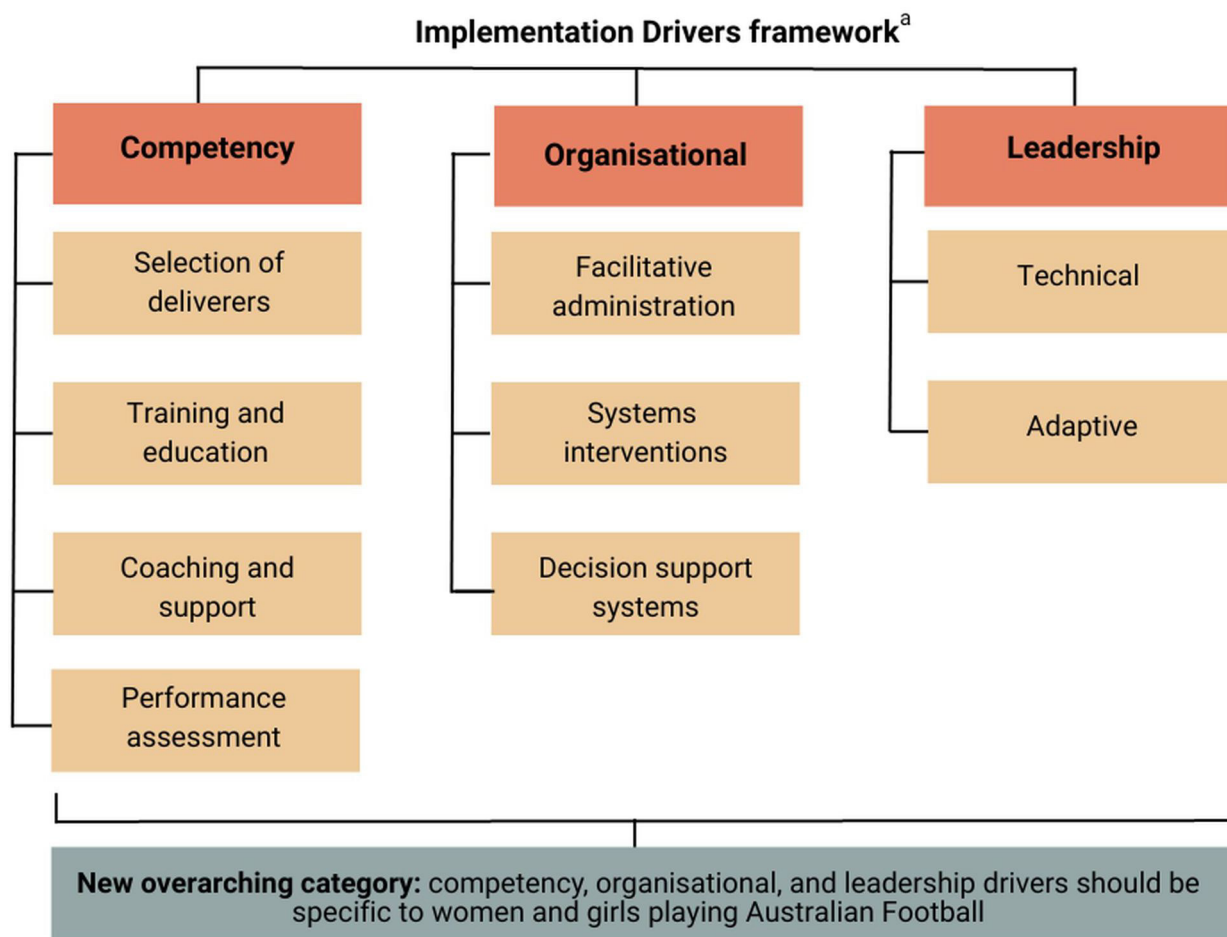 Implementation Drivers frameworkᵃ
Competency
Selection of
deliverers
Training and
education
Coaching and
support
Performance
assessment
Organisational
Facilitative
administration
Systems
interventions
Decision support
systems
Leadership
Technical
Adaptive
New overarching category: competency, organisational, and leadership drivers should be
specific to women and girls playing Australian Football